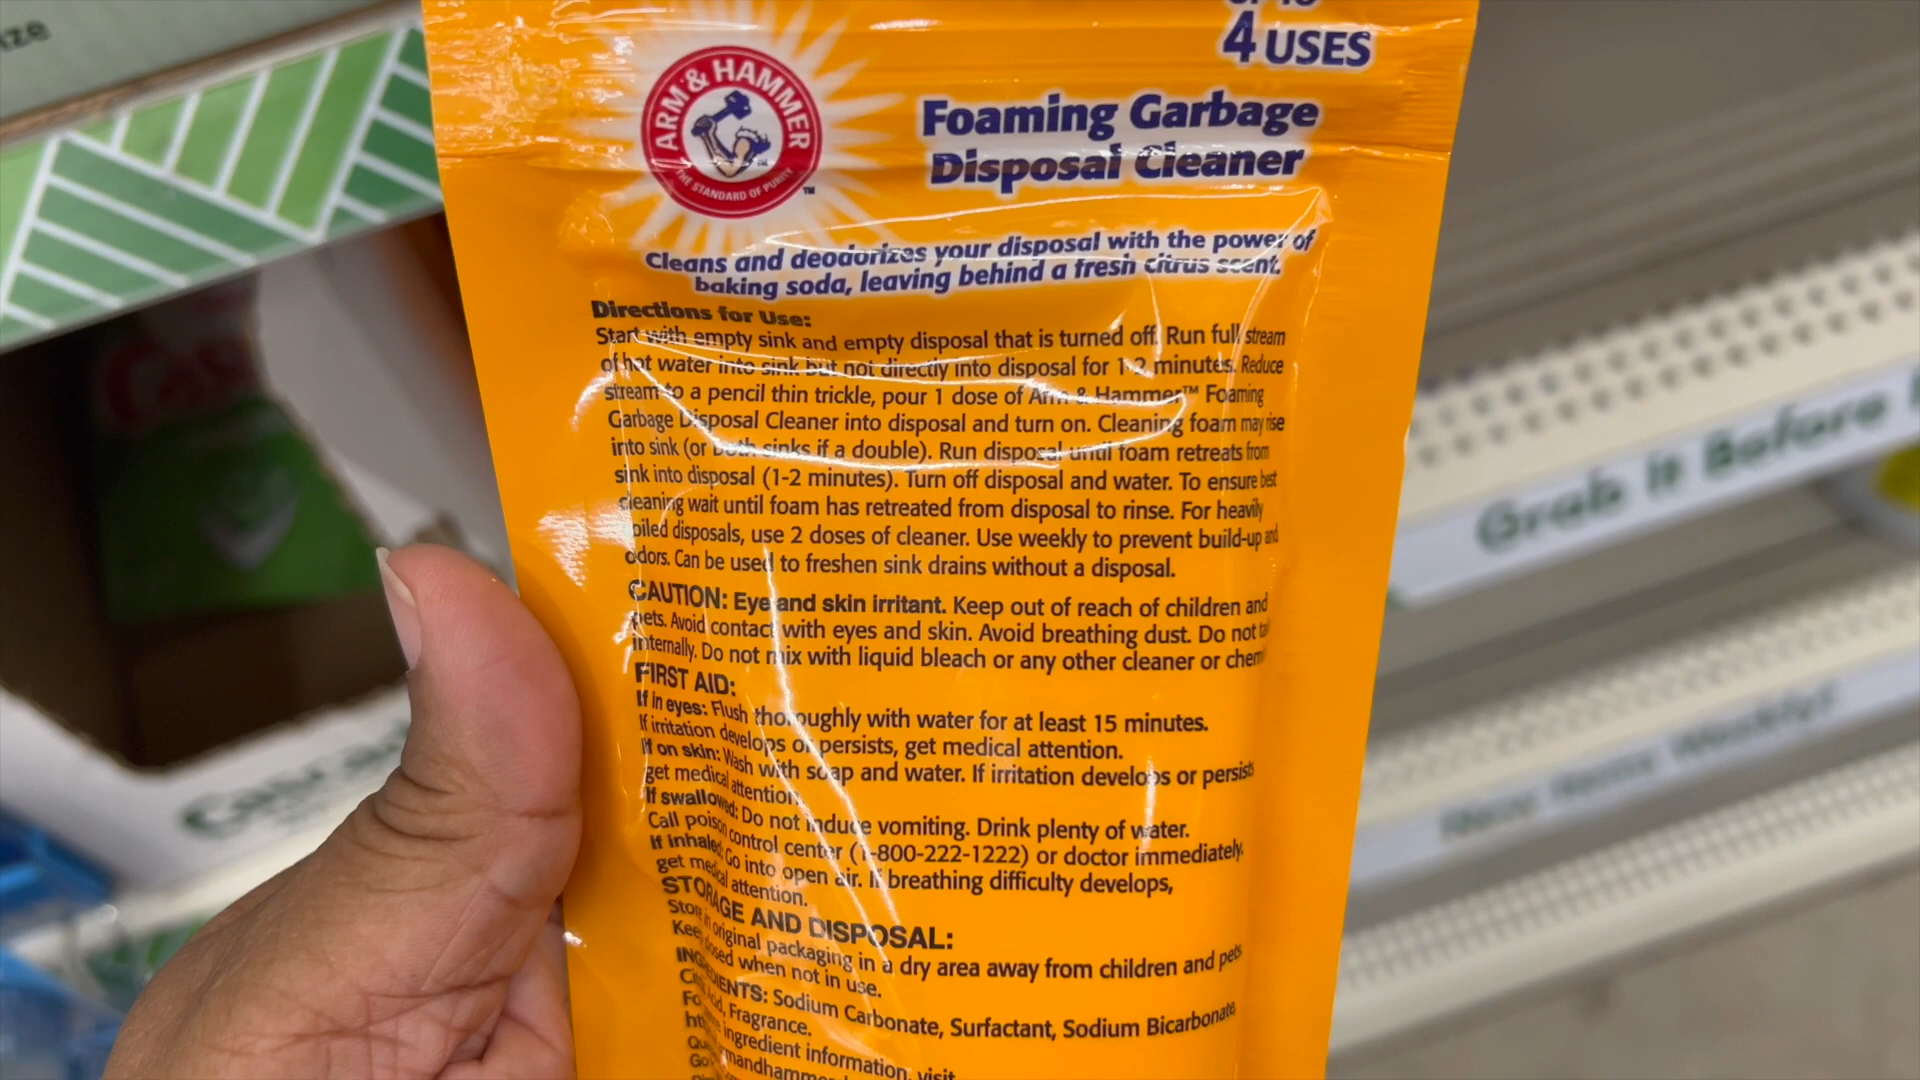 4 USES
ARM & HAMMER
THE STANDARD OF PURITY
Foaming Garbage
Disposal Cleaner
Cleans and deodorizes your disposal with the power of
baking soda, leaving behind a fresh citrus scent.
Directions for Use:
Start with empty sink and empty disposal that is turned off. Run full stream
of hot water into sink but not directly into disposal for 1-2 minutes. Reduce
stream to a pencil thin trickle, pour 1 dose of Arm & Hammer™ Foaming
Garbage Disposal Cleaner into disposal and turn on. Cleaning foam may rise
into sink (or both sinks if a double). Run disposal until foam retreats from
sink into disposal (1-2 minutes). Turn off disposal and water. To ensure best
cleaning wait until foam has retreated from disposal to rinse. For heavily
oiled disposals, use 2 doses of cleaner. Use weekly to prevent build-up and
odors. Can be used to freshen sink drains without a disposal.
CAUTION: Eye and skin irritant. Keep out of reach of children and
pets. Avoid contact with eyes and skin. Avoid breathing dust. Do not
internally. Do not mix with liquid bleach or any other cleaner or chem
FIRST AID:
If in eyes: Flush thoroughly with water for at least 15 minutes.
If irritation develops or persists, get medical attention.
If on skin: Wash with soap and water. If irritation develops or persists
get medical attention.
If swallowed: Do not induce vomiting. Drink plenty of water.
Call poison control center (1-800-222-1222) or doctor immediately.
If inhaled: Go into open air. If breathing difficulty develops,
get medical attention.
STORAGE AND DISPOSAL:
Store in original packaging in a dry area away from children and pets
Keep closed when not in use.
INGREDIENTS: Sodium Carbonate, Surfactant, Sodium Bicarbonate,
Citric Acid, Fragrance.
For ingredient information, visit
Grab it Before